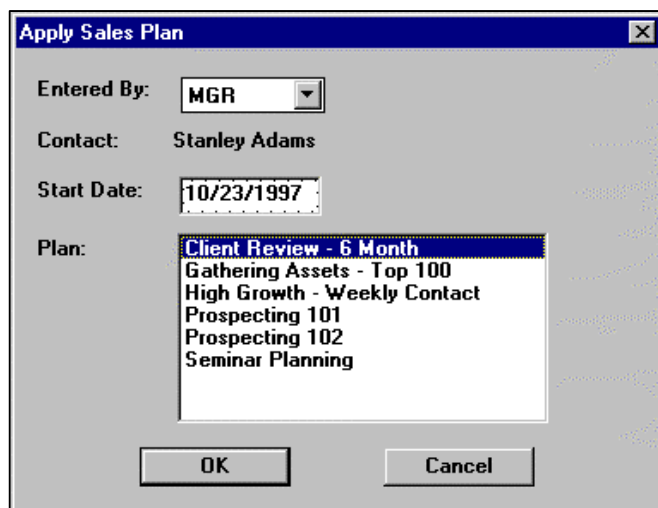 Apply Sales Plan
Entered By: MGR
Contact: Stanley Adams
Start Date: 10/23/1997
Plan: Client Review - 6 Month
Gathering Assets - Top 100
High Growth - Weekly Contact
Prospecting 101
Prospecting 102
Seminar Planning
OK Cancel